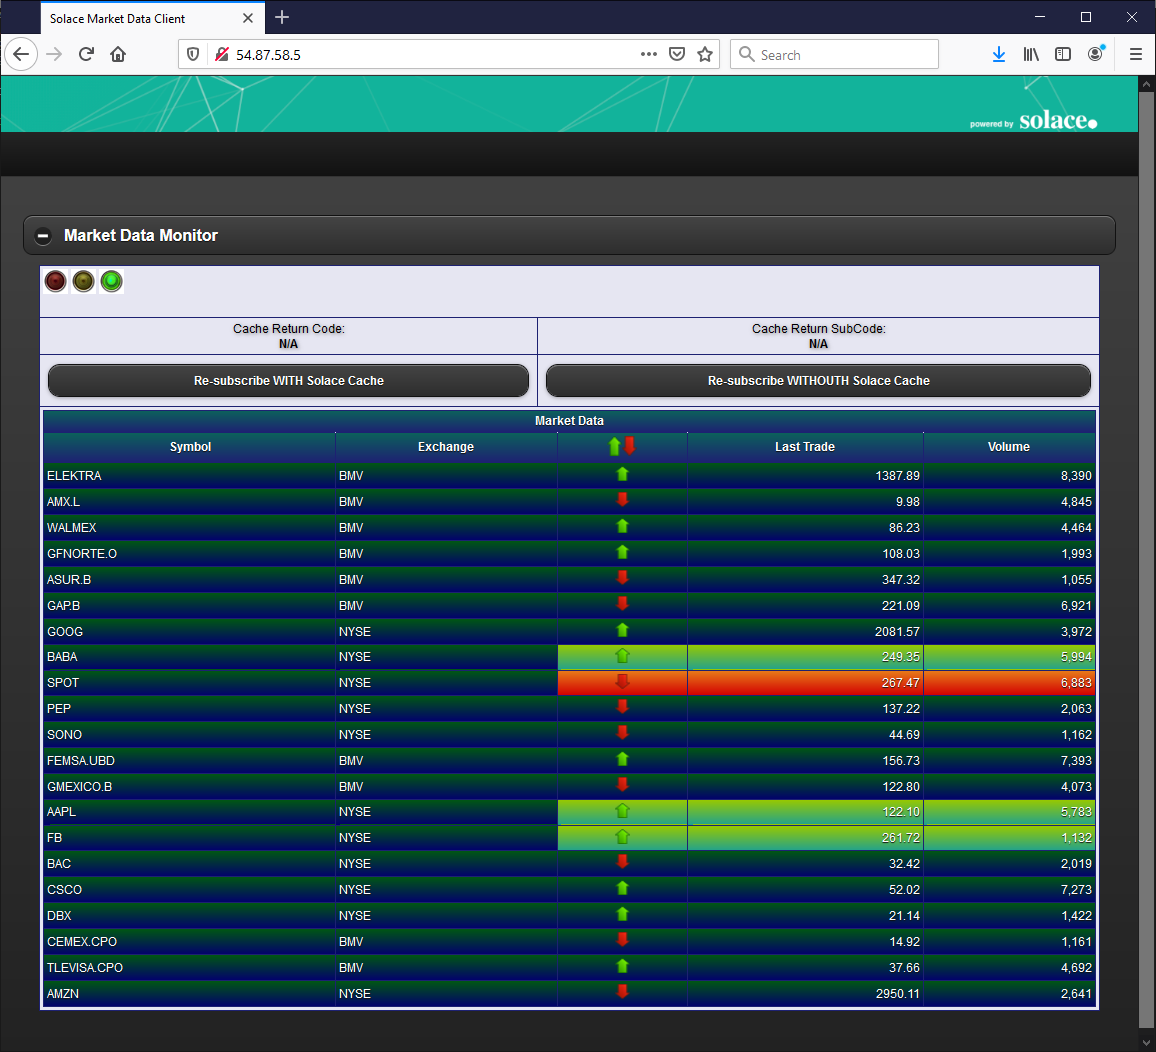 Solace Market Data Client
54.87.58.5
Search
powered by solace.
Market Data Monitor
Cache Return Code:
N/A
Cache Return SubCode:
N/A
Re-subscribe WITH Solace Cache
Re-subscribe WITHOUTH Solace Cache
Market Data
Symbol Exchange Last Trade Volume
ELEKTRA BMV 1387.89 8,390
AMX.L BMV 9.98 4,845
WALMEX BMV 86.23 4,464
GFNORTE.O BMV 108.03 1,993
ASUR.B BMV 347.32 1,055
GAP.B BMV 221.09 6,921
GOOG NYSE 2081.57 3,972
BABA NYSE 249.35 5,994
SPOT NYSE 267.47 6,883
PEP NYSE 137.22 2,063
SONO NYSE 44.69 1,162
FEMSA.UBD BMV 156.73 7,393
GMEXICO.B BMV 122.80 4,073
AAPL NYSE 122.10 5,783
FB NYSE 261.72 1,132
BAC NYSE 32.42 2,019
CSCO NYSE 52.02 7,273
DBX NYSE 21.14 1,422
CEMEX.CPO BMV 14.92 1,161
TLEVISA.CPO BMV 37.66 4,692
AMZN NYSE 2950.11 2,641